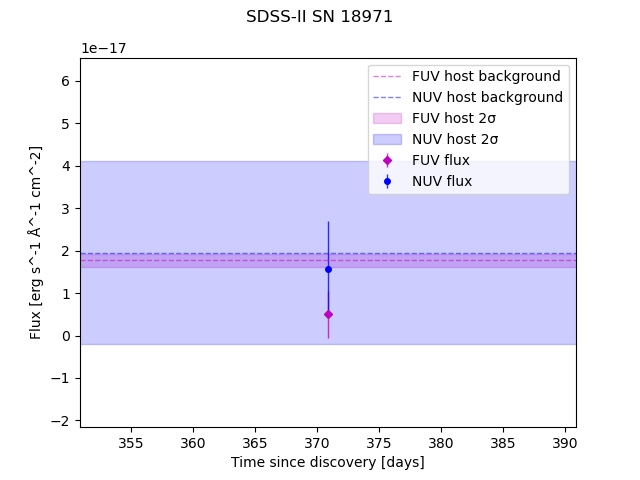 SDSS-II SN 18971
1e−17
FUV host background
NUV host background
FUV host 2σ
NUV host 2σ
FUV flux
NUV flux
6
5
4
3
2
1
0
−1
−2
Flux [erg s^-1 Å^-1 cm^-2]
355 360 365 370 375 380 385 390
Time since discovery [days]